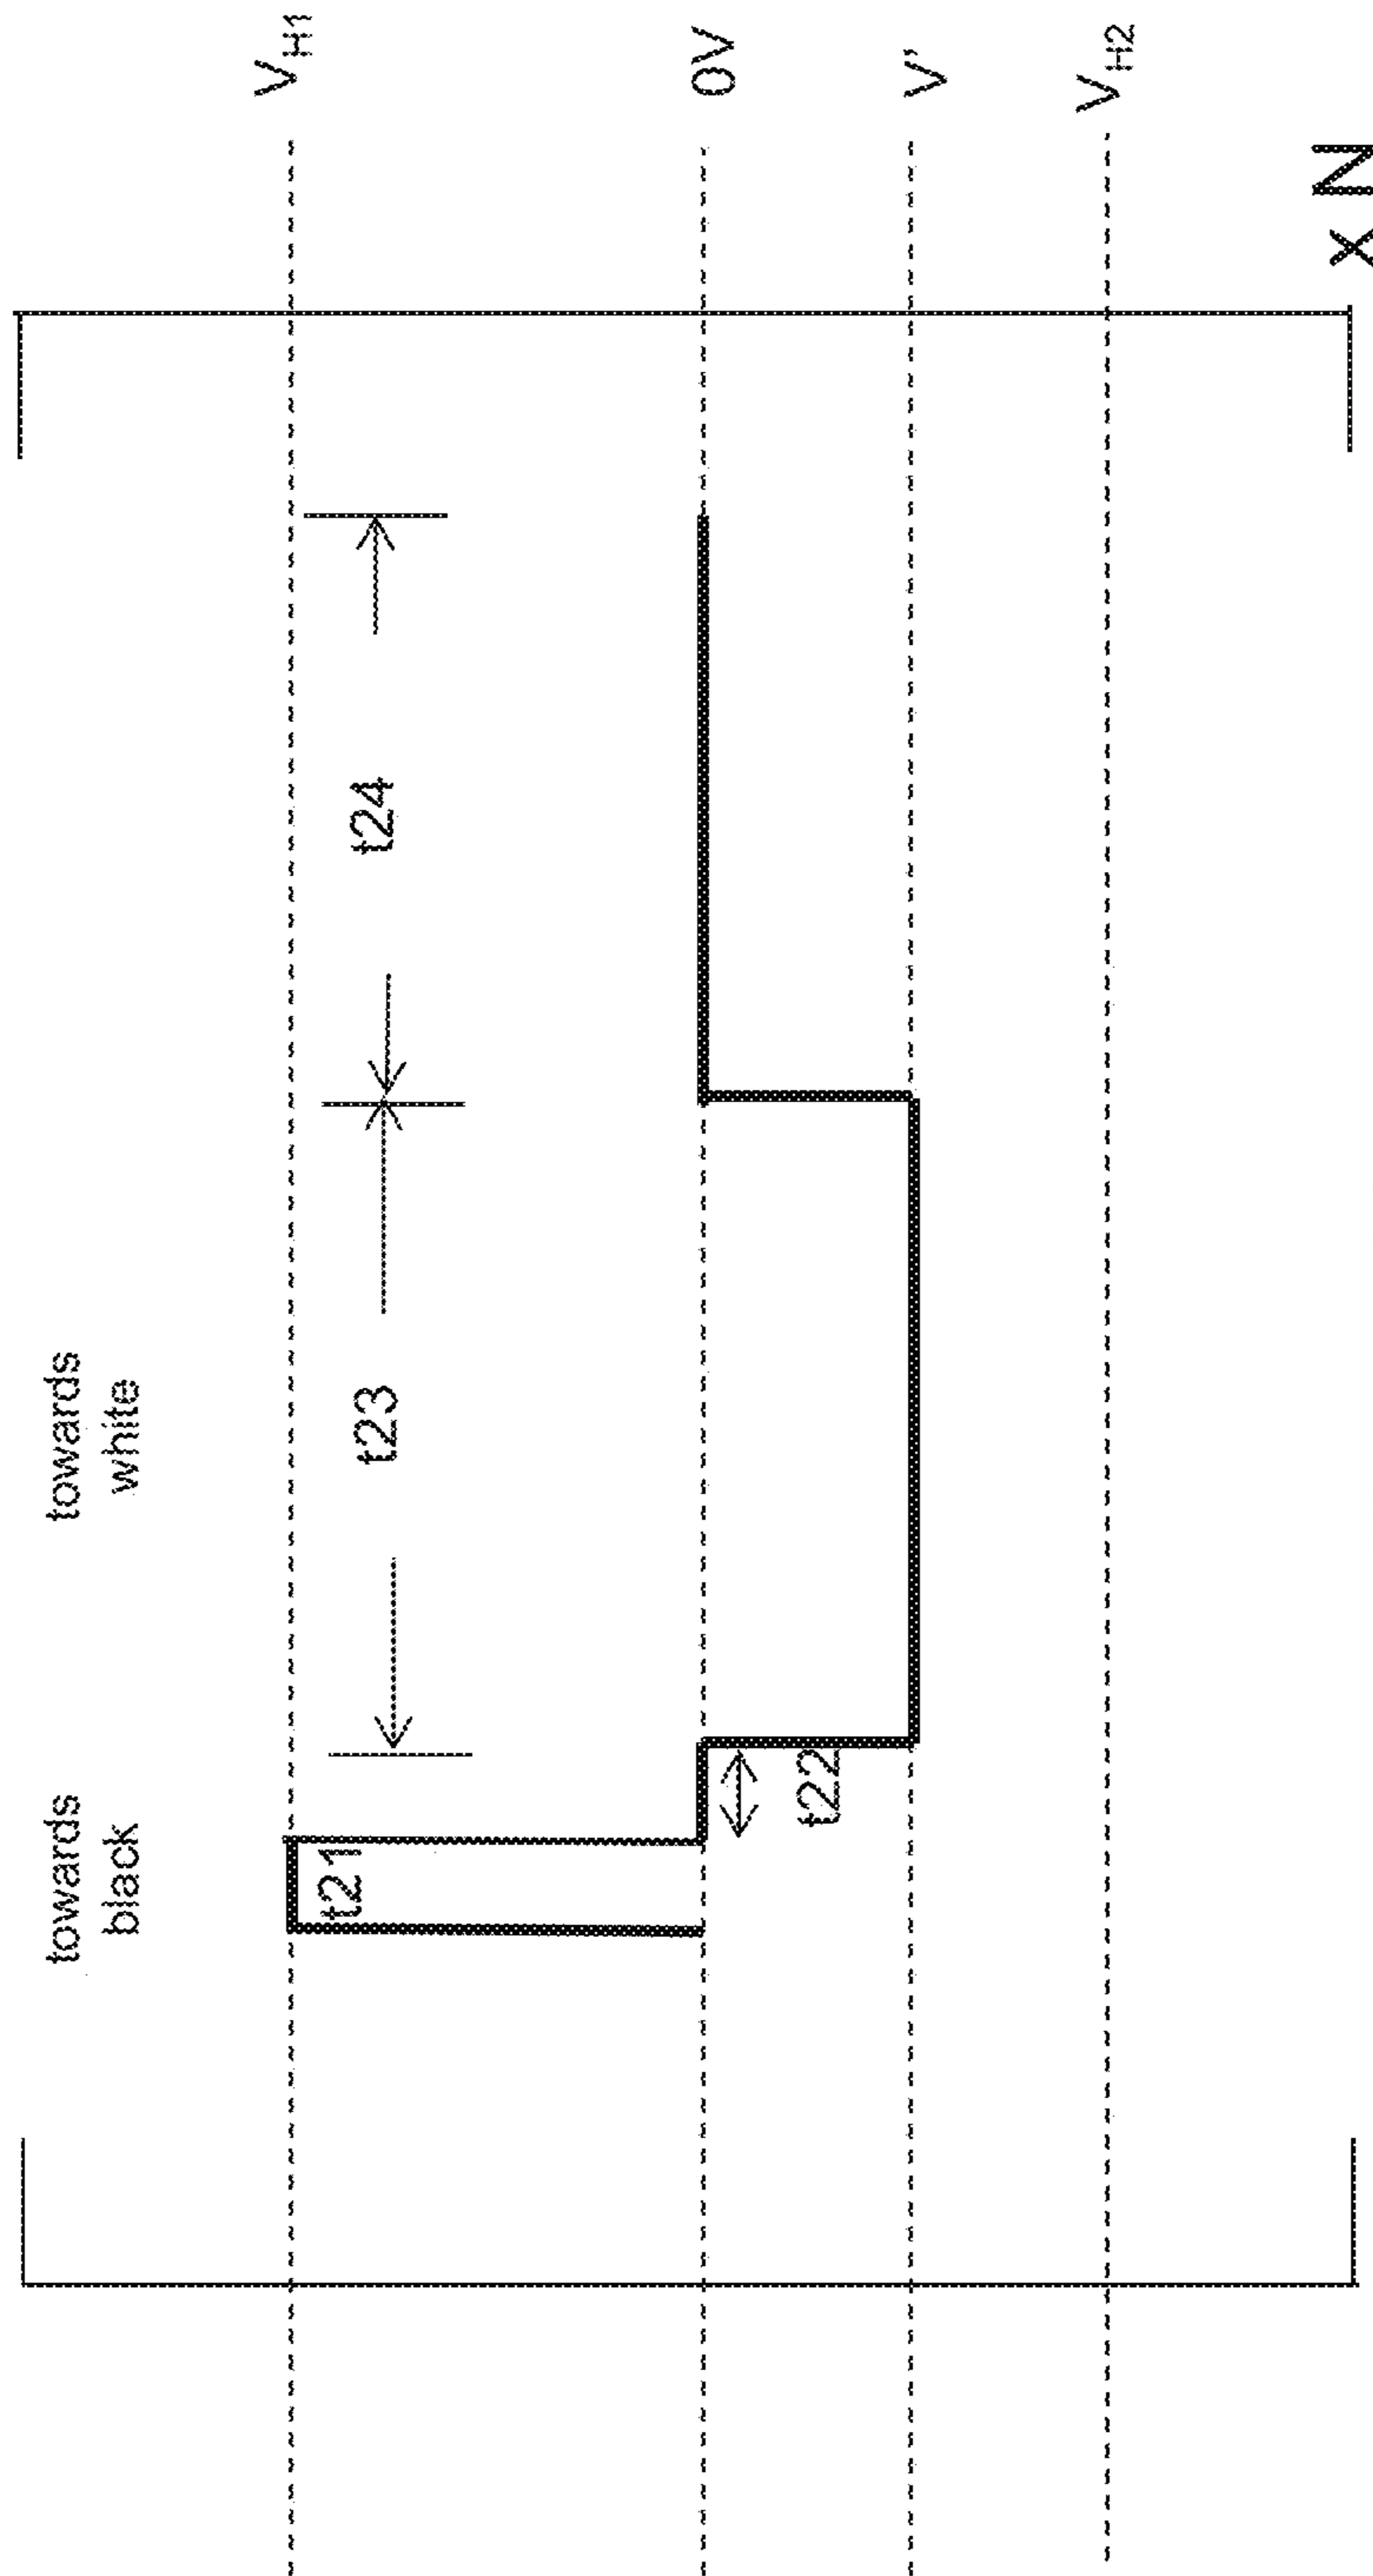 towards
black
towards
white
V_H1
t21
t23
t24
0V
t22
V'
V_H2
x N